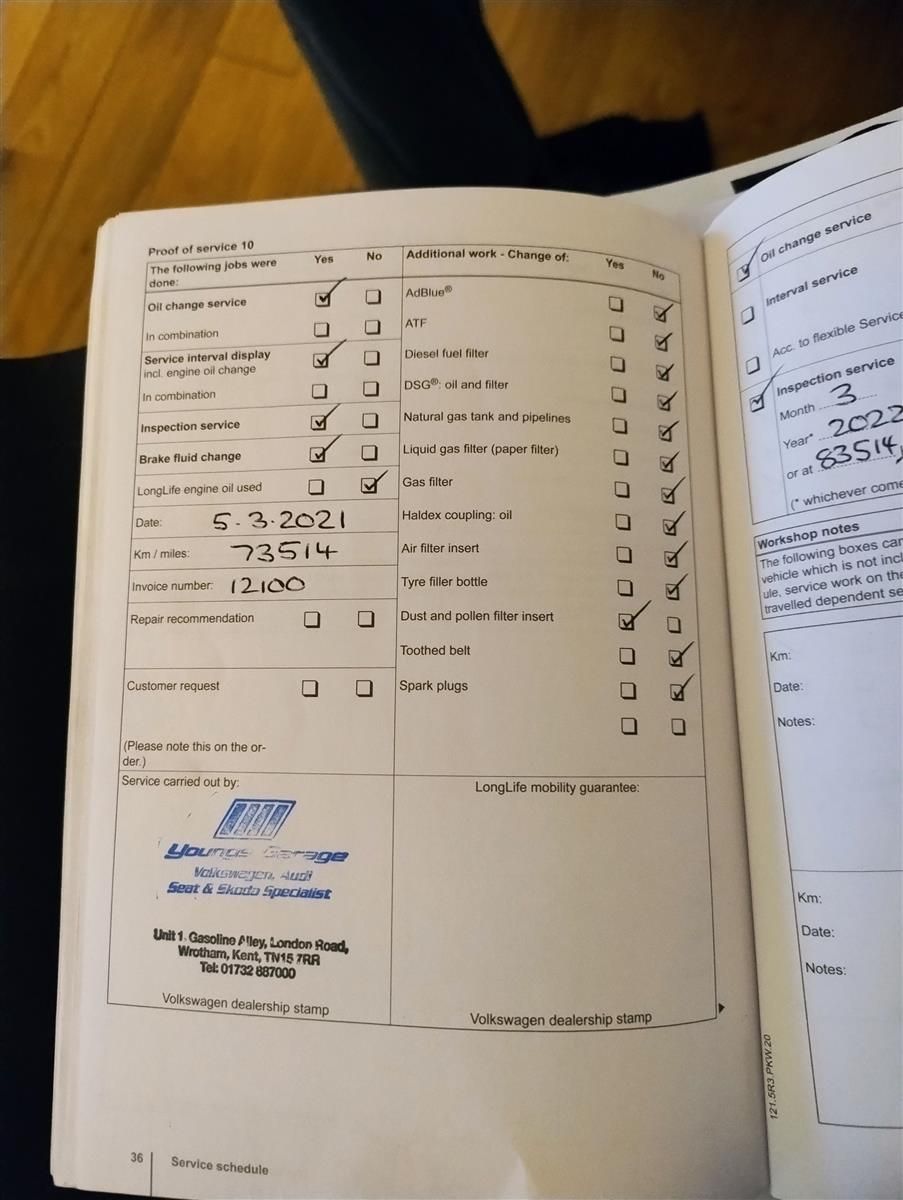 Proof of service 10
The following jobs were done: Yes No
Oil change service
In combination
Service interval display
incl. engine oil change
In combination
Inspection service
Brake fluid change
LongLife engine oil used
Date: 5.3.2021
Km / miles: 73514
Invoice number: 12100
Repair recommendation
Customer request
(Please note this on the or-
der.)
Service carried out by:
Youngs Garage
Volkswagen, Audi
Seat & Skoda Specialist
Unit 1, Gasoline Alley, London Road,
Wrotham, Kent, TN15 7RR
Tel: 01732 887000
Volkswagen dealership stamp
Additional work - Change of: Yes No
AdBlue®
ATF
Diesel fuel filter
DSG®: oil and filter
Natural gas tank and pipelines
Liquid gas filter (paper filter)
Gas filter
Haldex coupling: oil
Air filter insert
Tyre filler bottle
Dust and pollen filter insert
Toothed belt
Spark plugs
LongLife mobility guarantee:
Volkswagen dealership stamp
36 Service schedule
Oil change service
Interval service
Acc. to flexible Service
Inspection service
Month 3
Year* 2022
or at 83514
(* whichever come
Workshop notes
The following boxes can
vehicle which is not incl
ule, service work on the
travelled dependent se
Km:
Date:
Notes:
Km:
Date:
Notes:
121.5R3.PKW.20